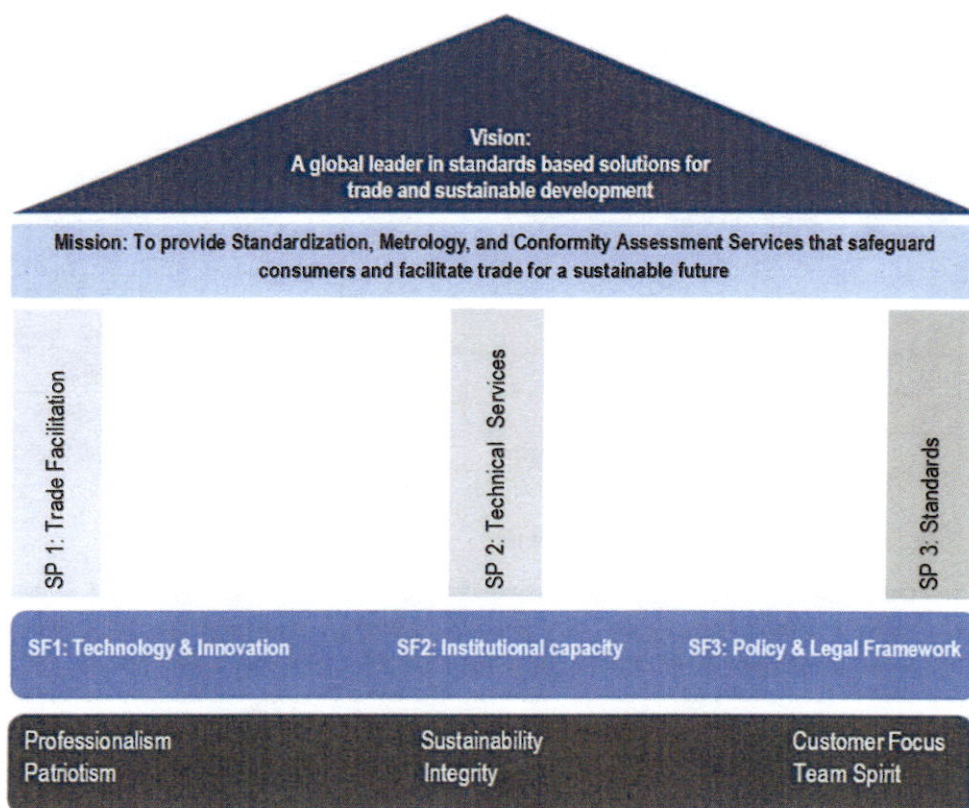 Vision:
A global leader in standards based solutions for
trade and sustainable development
Mission: To provide Standardization, Metrology, and Conformity Assessment Services that safeguard
consumers and facilitate trade for a sustainable future
SP 1: Trade Facilitation
SP 2: Technical Services
SP 3: Standards
SF1: Technology & Innovation
SF2: Institutional capacity
SF3: Policy & Legal Framework
Professionalism
Patriotism
Sustainability
Integrity
Customer Focus
Team Spirit